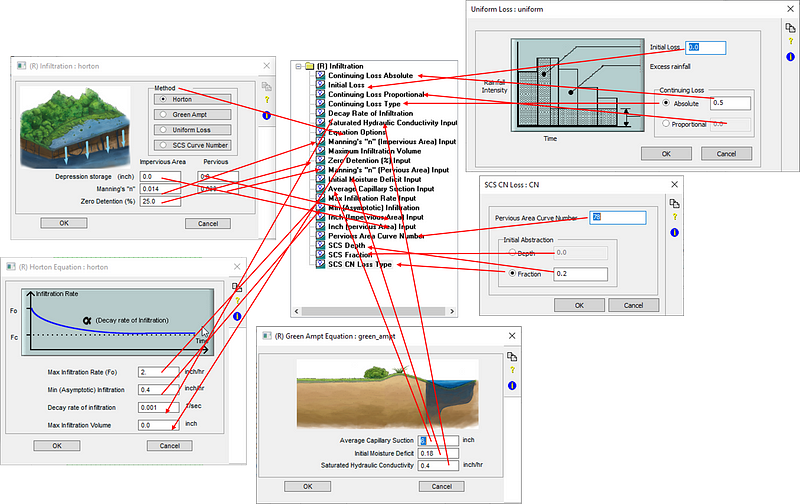 (R) Infiltration : horton
Method
Horton
Green Ampt
Uniform Loss
SCS Curve Number
Impervious Area
Pervious
Depression storage (inch)
0.0
Manning's "n"
0.014
Zero Detention (%)
25.0
OK
Cancel
(R) Infiltration
Continuing Loss Absolute
Initial Loss
Continuing Loss Proportional
Continuing Loss Type
Decay Rate of Infiltration
Saturated Hydraulic Conductivity Input
Equation Options
Manning's "n" (Impervious Area) Input
Maximum Infiltration Volume
Zero Detention (%) Input
Manning's "n" (Pervious Area) Input
Initial Moisture Deficit Input
Average Capillary Suction Input
Max Infiltration Rate Input
Min (Asymptotic) Infiltration
Inch (Impervious Area) Input
Inch (pervious Area) Input
Pervious Area Curve Number
SCS Depth
SCS Fraction
SCS CN Loss Type
Uniform Loss : uniform
Rainfall
Intensity
Time
Initial Loss
0.0
Excess rainfall
Continuing Loss
Absolute
0.5
Proportional
0.0
OK
Cancel
SCS CN Loss : CN
Pervious Area Curve Number
78
Initial Abstraction
Depth
0.0
Fraction
0.2
OK
Cancel
(R) Horton Equation : horton
Infiltration Rate
Fo
Fc
α (Decay rate of Infiltration)
Time
Max Infiltration Rate (Fo)
2.
inch/hr
Min (Asymptotic) Infiltration
0.4
inch/hr
Decay rate of infiltration
0.001
1/sec
Max Infiltration Volume
0.0
inch
OK
Cancel
(R) Green Ampt Equation : green_ampt
Average Capillary Suction
inch
Initial Moisture Deficit
0.18
Saturated Hydraulic Conductivity
0.4
inch/hr
OK
Cancel